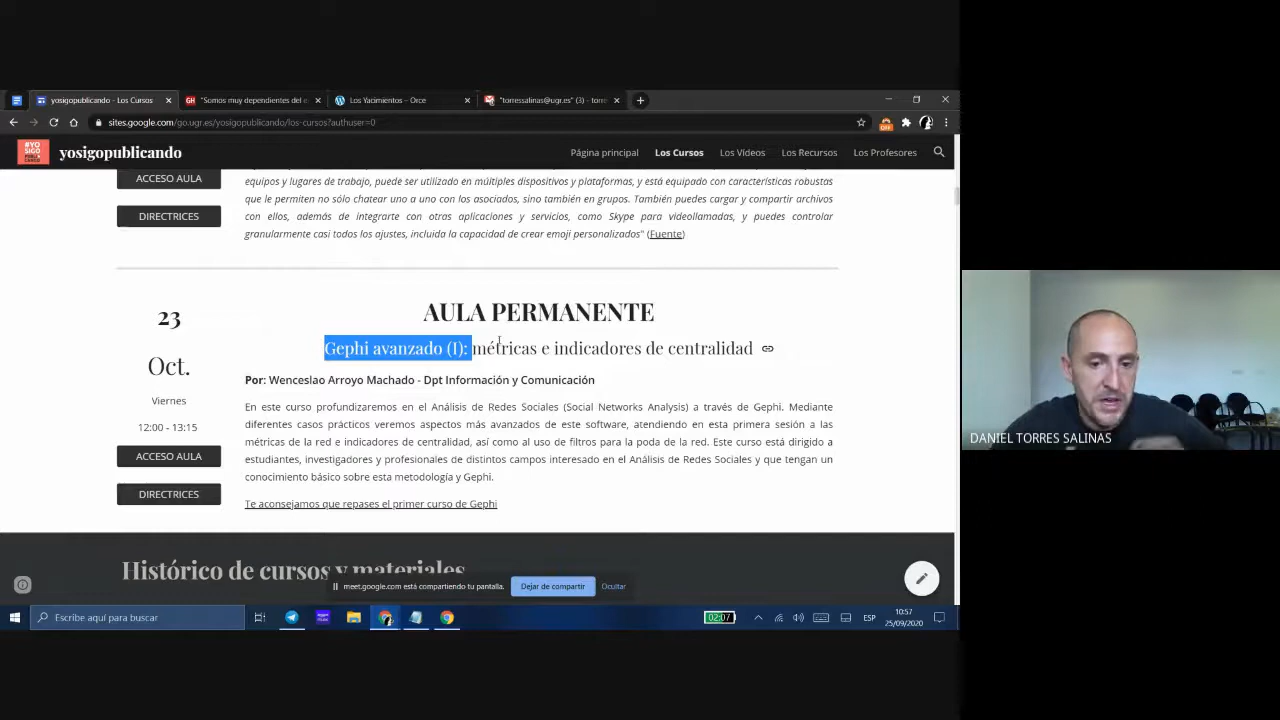 yosigopublicando - Los Cursos
"Somos muy dependientes del e
Los Yacimientos – Orce
"torressalinas@ugr.es" (3) - torre
sites.google.com/go.ugr.es/yosigopublicando/los-cursos?authuser=0
OFF
#YO
SIGO
yosigopublicando
Página principal
Los Cursos
Los Vídeos
Los Recursos
Los Profesores
ACCESO AULA
DIRECTRICES
equipos y lugares de trabajo, puede ser utilizado en múltiples dispositivos y plataformas, y está equipado con características robustas
que le permiten no sólo chatear uno a uno con los asociados, sino también en grupos. También puedes cargar y compartir archivos
con ellos, además de integrarte con otras aplicaciones y servicios, como Skype para videollamadas, y puedes controlar
granularmente casi todos los ajustes, incluida la capacidad de crear emoji personalizados" (Fuente)
23
Oct.
Viernes
12:00 - 13:15
ACCESO AULA
DIRECTRICES
AULA PERMANENTE
Gephi avanzado (I): métricas e indicadores de centralidad
Por: Wenceslao Arroyo Machado - Dpt Información y Comunicación
En este curso profundizaremos en el Análisis de Redes Sociales (Social Networks Analysis) a través de Gephi. Mediante
diferentes casos prácticos veremos aspectos más avanzados de este software, atendiendo en esta primera sesión a las
métricas de la red e indicadores de centralidad, así como al uso de filtros para la poda de la red. Este curso está dirigido a
estudiantes, investigadores y profesionales de distintos campos interesado en el Análisis de Redes Sociales y que tengan un
conocimiento básico sobre esta metodología y Gephi.
Te aconsejamos que repases el primer curso de Gephi
Histórico de cursos y materiales
meet.google.com está compartiendo tu pantalla.
Dejar de compartir
Ocultar
DANIEL TORRES SALINAS
Escribe aquí para buscar
02:07
ESP
10:57
25/09/2020